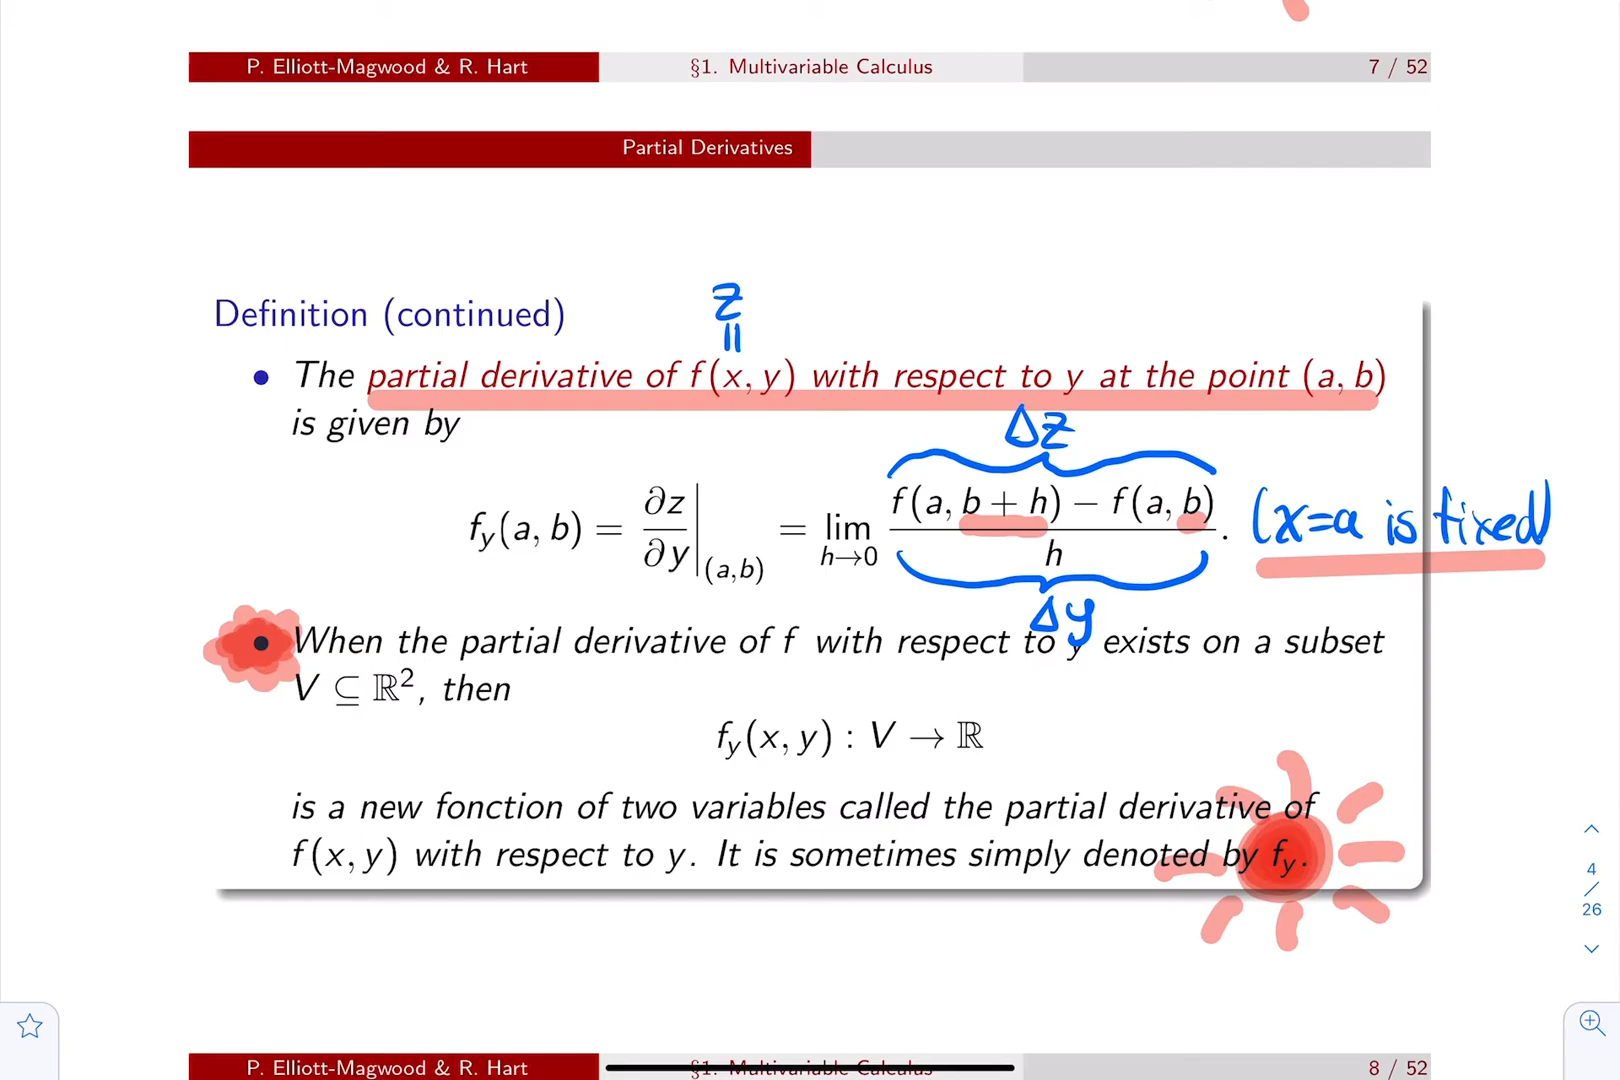 P. Elliott-Magwood & R. Hart §1. Multivariable Calculus 7 / 52
Partial Derivatives
Definition (continued)
z
=
• The partial derivative of f(x, y) with respect to y at the point (a, b)
is given by
Δz
f_y(a, b) = ∂z/∂y|_(a,b) = lim_{h→0} (f(a, b + h) − f(a, b))/h. (x=a is fixed)
Δy
• When the partial derivative of f with respect to y exists on a subset
V ⊆ ℝ², then
f_y(x, y) : V → ℝ
is a new fonction of two variables called the partial derivative of
f(x, y) with respect to y. It is sometimes simply denoted by f_y.
4
/
26
P. Elliott-Magwood & R. Hart §1. Multivariable Calculus 8 / 52